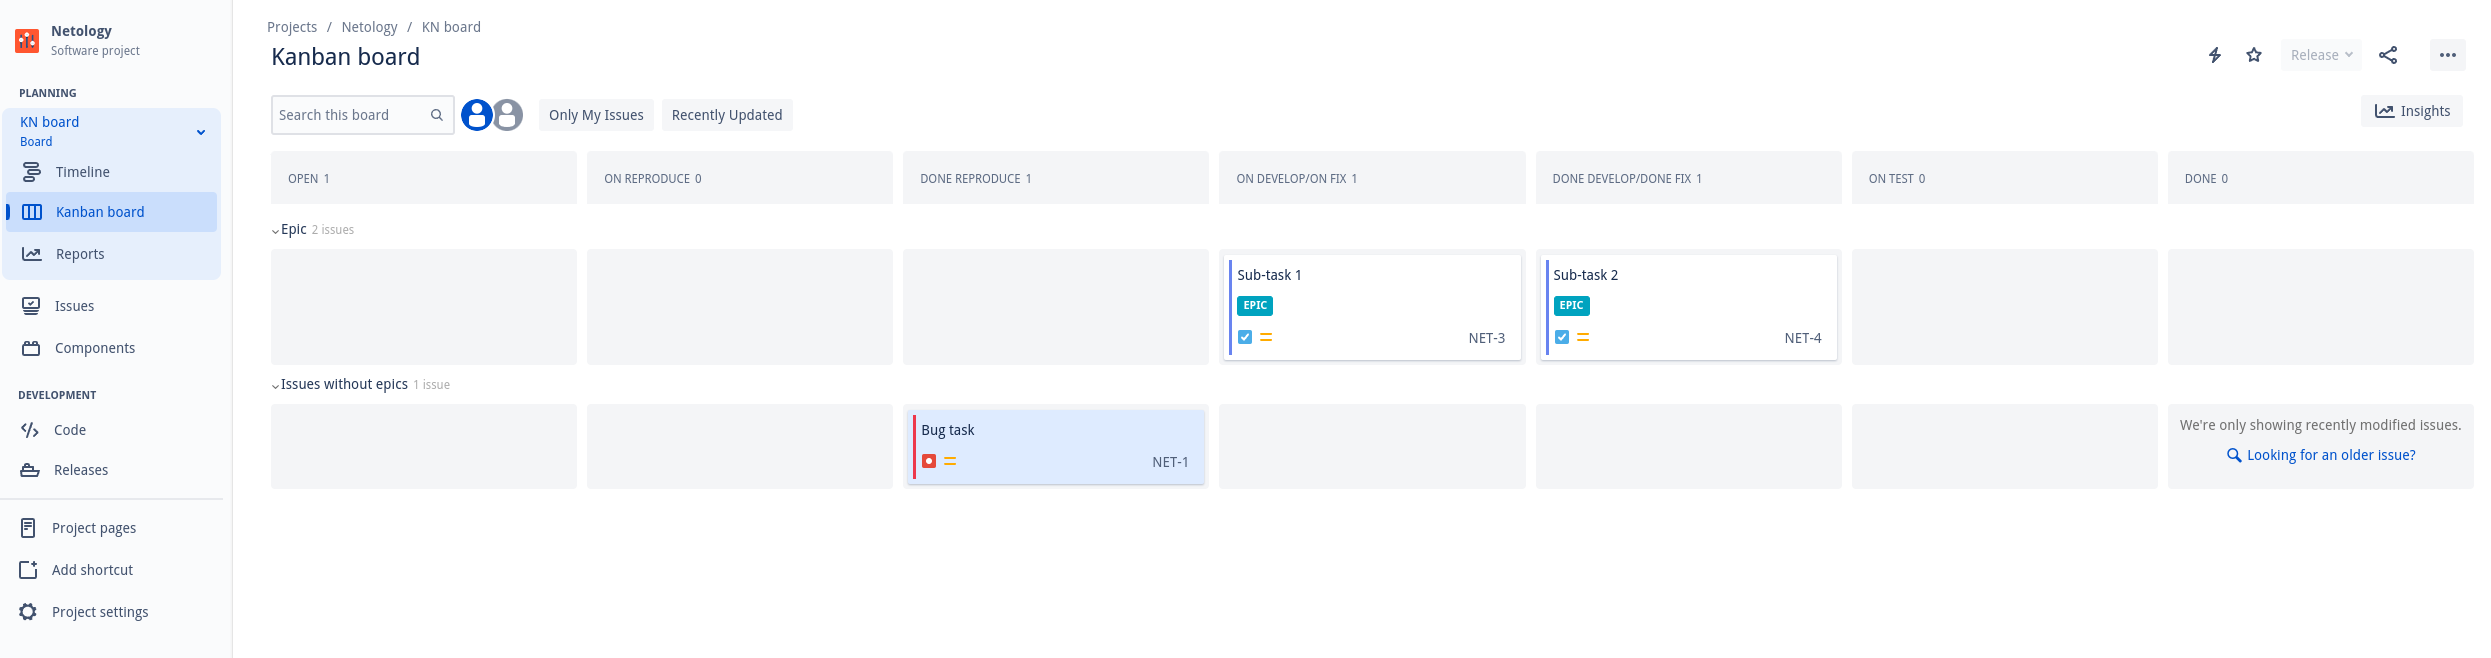 Netology
Software project
PLANNING
KN board
Board
Timeline
Kanban board
Reports
Issues
Components
DEVELOPMENT
Code
Releases
Project pages
Add shortcut
Project settings
Projects / Netology / KN board
Kanban board
Release
Search this board
Only My Issues
Recently Updated
Insights
OPEN 1
ON REPRODUCE 0
DONE REPRODUCE 1
ON DEVELOP/ON FIX 1
DONE DEVELOP/DONE FIX 1
ON TEST 0
DONE 0
Epic 2 issues
Sub-task 1
EPIC
NET-3
Sub-task 2
EPIC
NET-4
Issues without epics 1 issue
Bug task
NET-1
We're only showing recently modified issues.
Looking for an older issue?